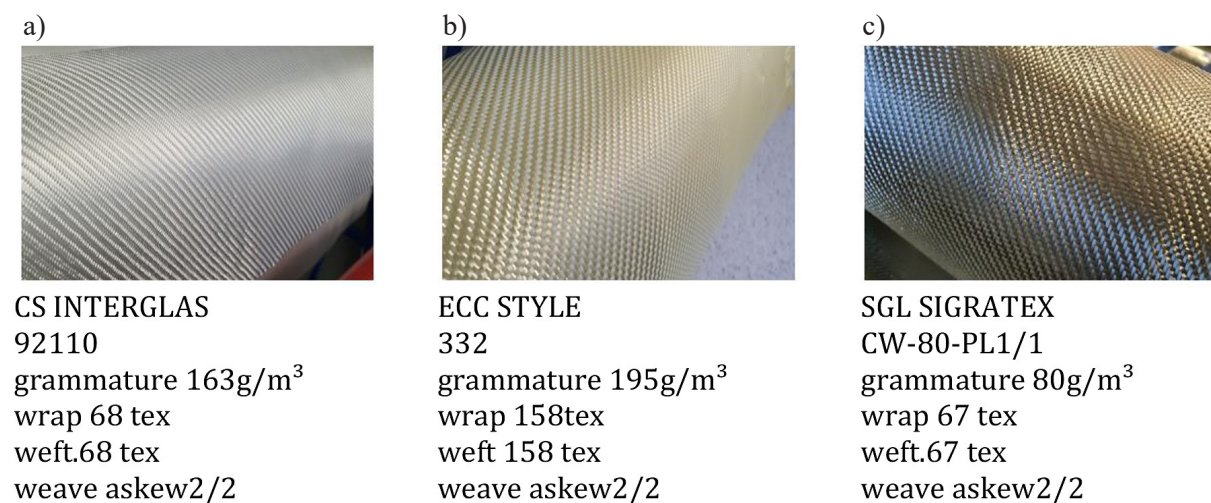 a)
CS INTERGLAS
92110
grammature 163g/m³
wrap 68 tex
weft.68 tex
weave askew2/2
b)
ECC STYLE
332
grammature 195g/m³
wrap 158tex
weft 158 tex
weave askew2/2
c)
SGL SIGRATEX
CW-80-PL1/1
grammature 80g/m³
wrap 67 tex
weft.67 tex
weave askew2/2